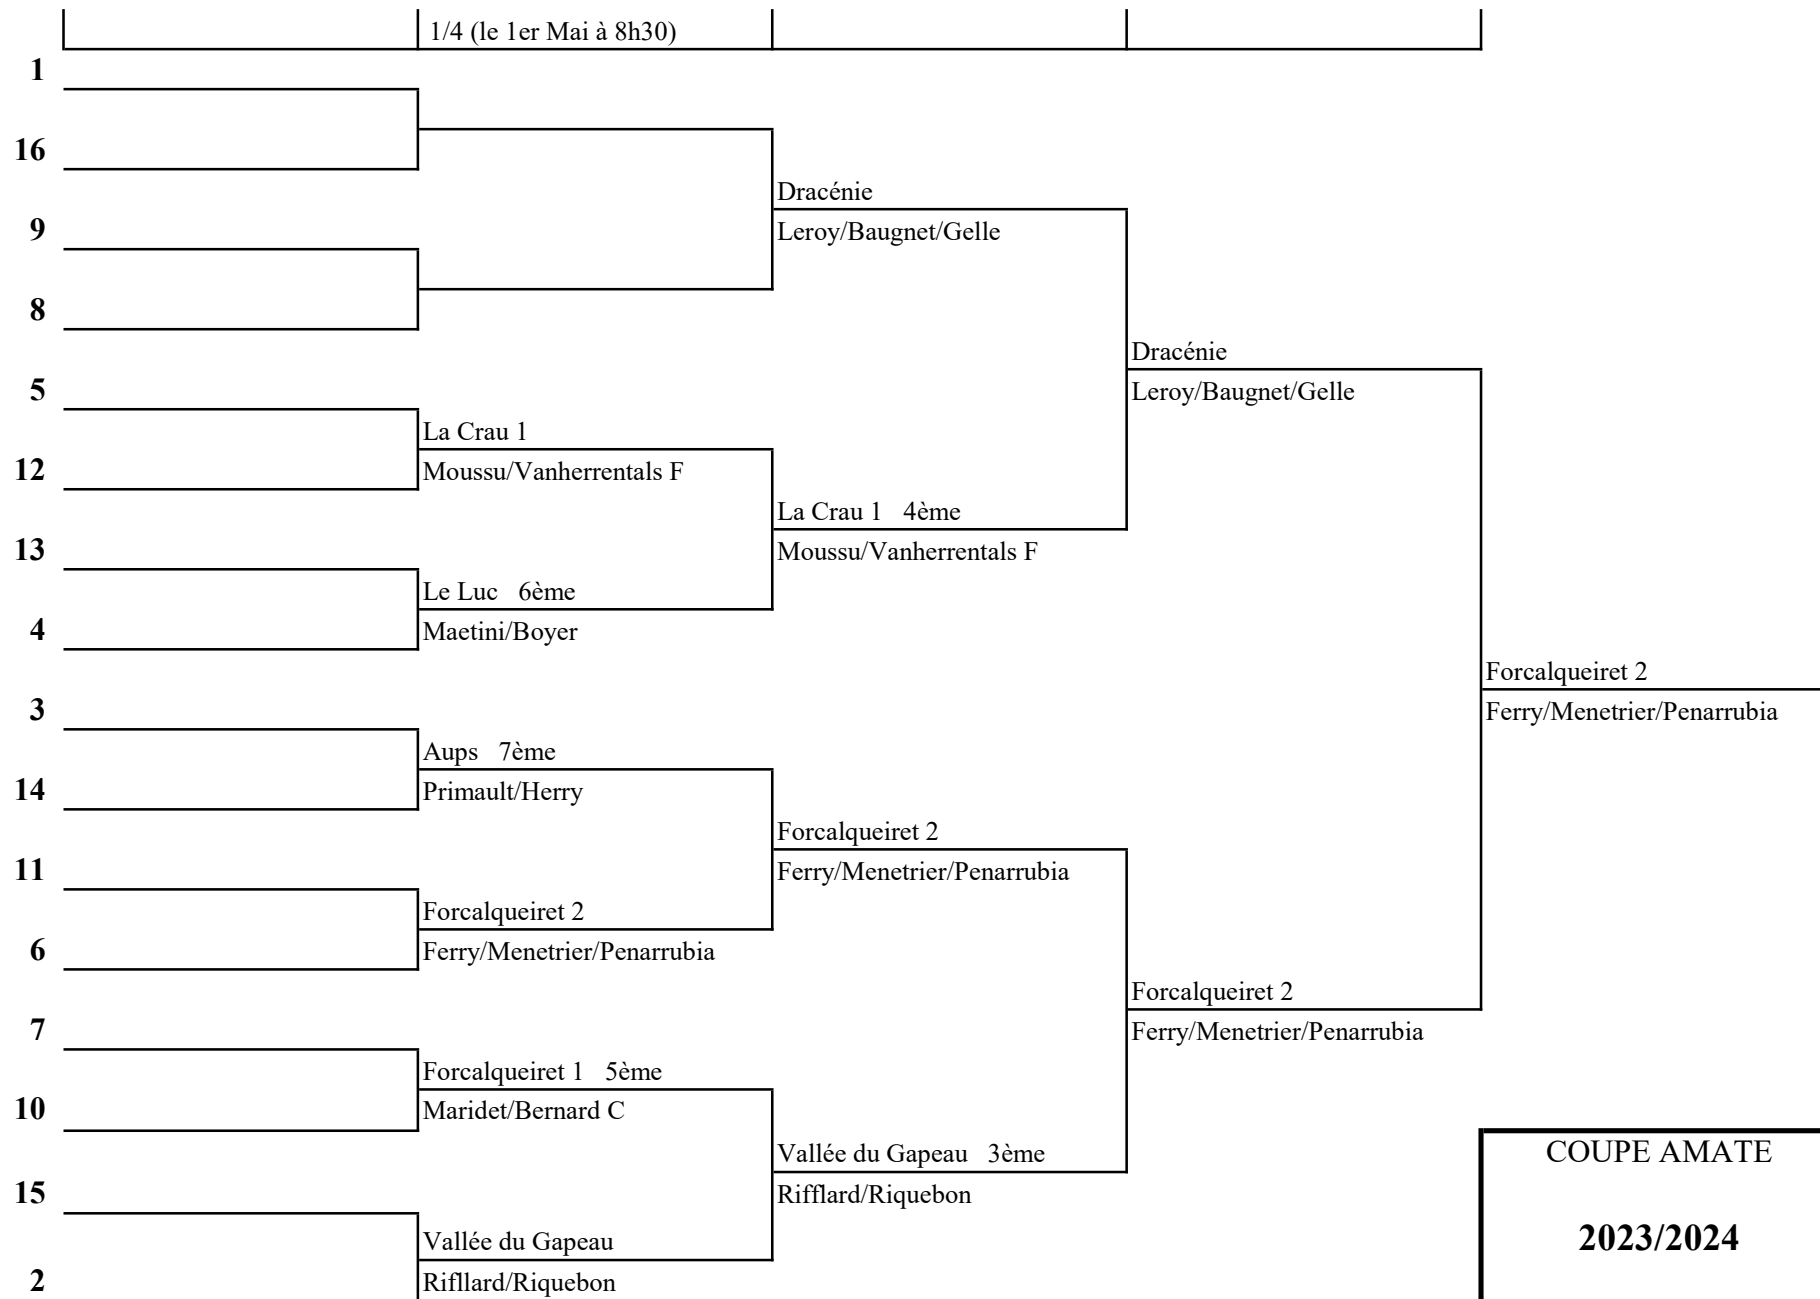 1/4 (le 1er Mai à 8h30)
1
16
Dracénie
9
Leroy/Baugnet/Gelle
8
Dracénie
5
Leroy/Baugnet/Gelle
La Crau 1
12
Moussu/Vanherrentals F
La Crau 1 4ème
13
Moussu/Vanherrentals F
Le Luc 6ème
4
Maetini/Boyer
Forcalqueiret 2
3
Ferry/Menetrier/Penarrubia
Aups 7ème
14
Primault/Herry
Forcalqueiret 2
11
Ferry/Menetrier/Penarrubia
Forcalqueiret 2
6
Ferry/Menetrier/Penarrubia
Forcalqueiret 2
7
Ferry/Menetrier/Penarrubia
Forcalqueiret 1 5ème
10
Maridet/Bernard C
Vallée du Gapeau 3ème
COUPE AMATE
15
Rifflard/Riquebon
Vallée du Gapeau
2023/2024
2
Rifllard/Riquebon